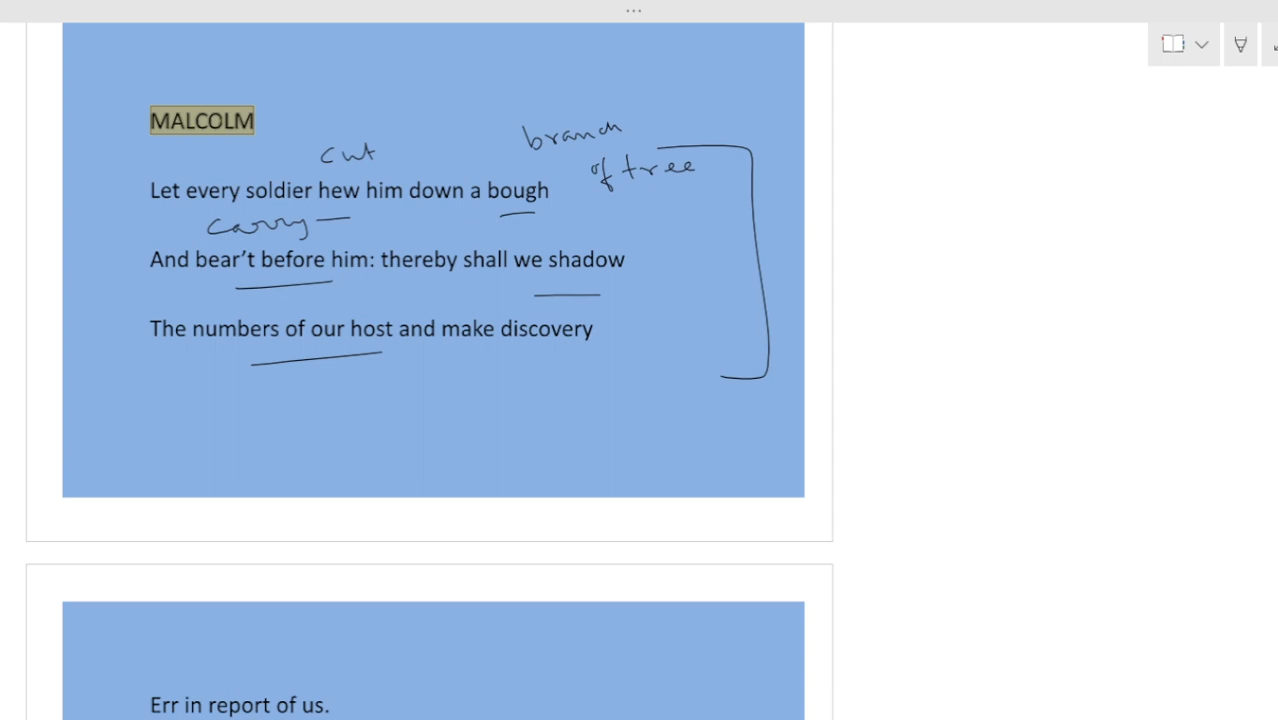 MALCOLM
cut
branch
of tree
Let every soldier hew him down a bough
carry
And bear’t before him: thereby shall we shadow
The numbers of our host and make discovery
Err in report of us.